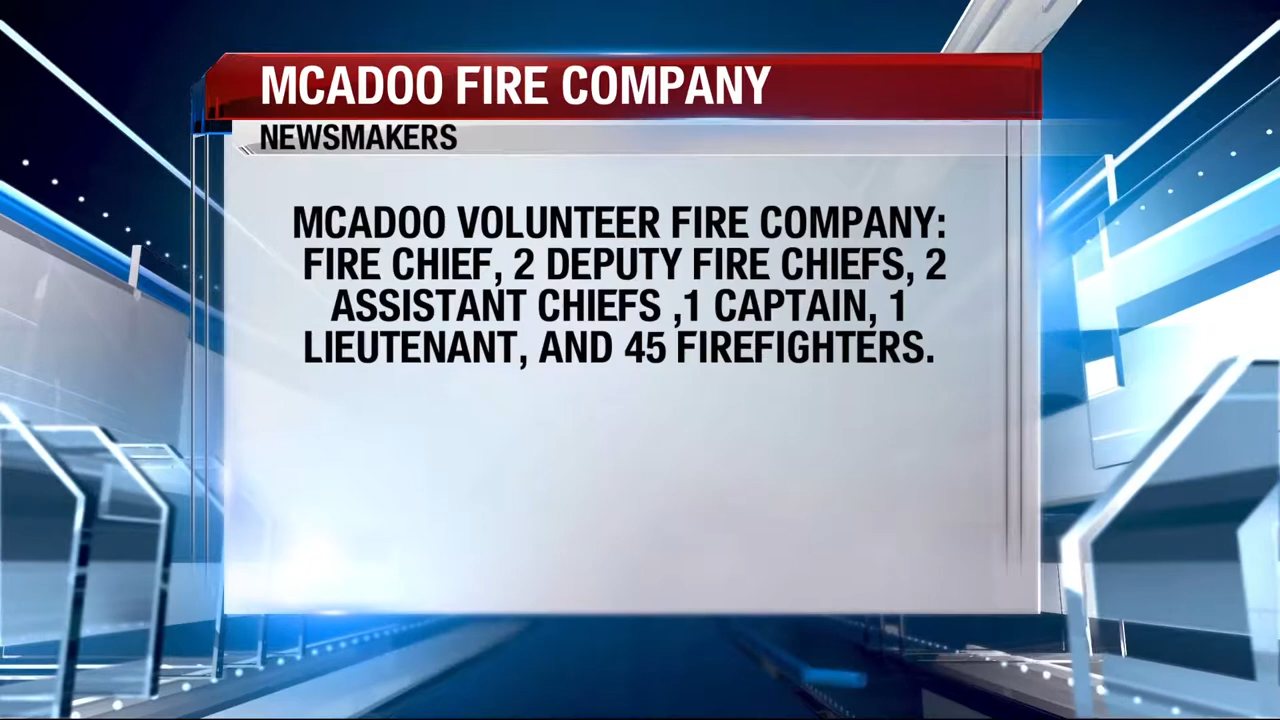 MCADOO FIRE COMPANY
NEWSMAKERS
MCADOO VOLUNTEER FIRE COMPANY:
FIRE CHIEF, 2 DEPUTY FIRE CHIEFS, 2
ASSISTANT CHIEFS ,1 CAPTAIN, 1
LIEUTENANT, AND 45 FIREFIGHTERS.